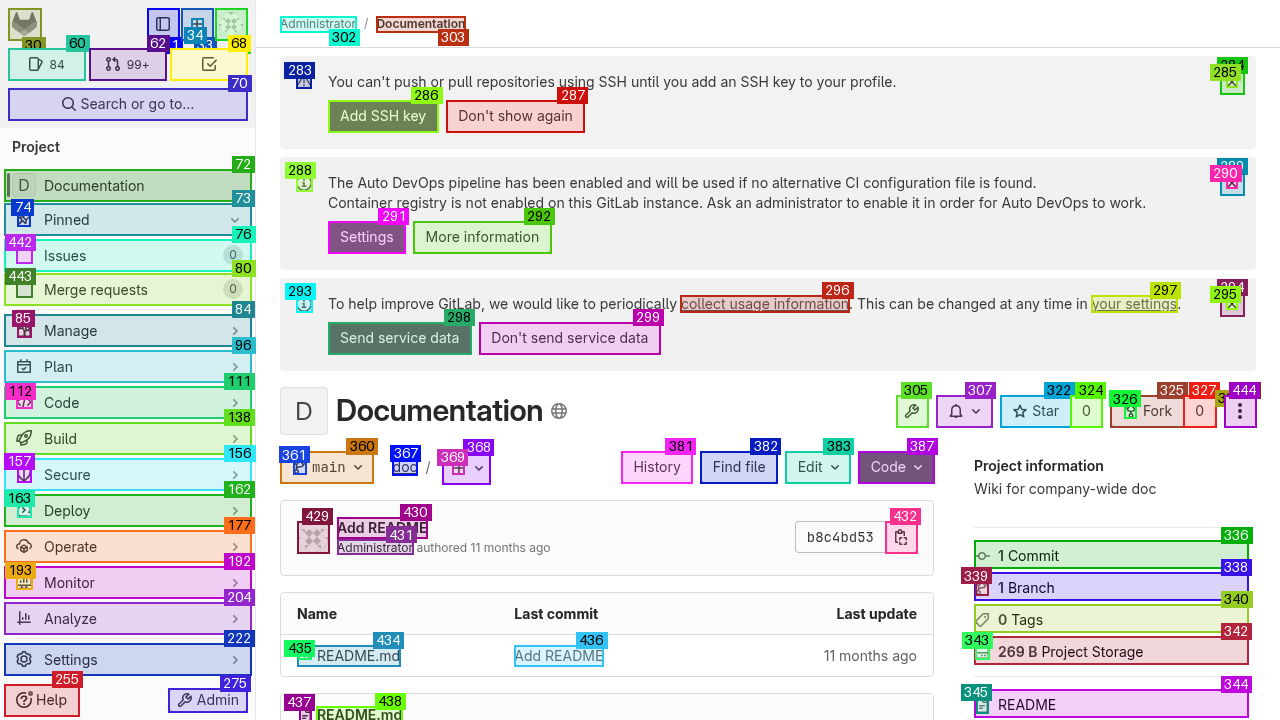 30
1
34
33
60
84
62
99+
68
70
Search or go to...
Project
72
D Documentation
73
74
Pinned
76
442
Issues 0
80
443
Merge requests 0
84
85
Manage
96
Plan
111
112
Code
138
Build
156
157
Secure
162
163
Deploy
177
Operate
192
193
Monitor
204
Analyze
222
Settings
255
Help
275
Admin
Administrator / Documentation
302
303
283
284
285
You can't push or pull repositories using SSH until you add an SSH key to your profile.
286
287
Add SSH key
Don't show again
288
289
290
The Auto DevOps pipeline has been enabled and will be used if no alternative CI configuration file is found.
Container registry is not enabled on this GitLab instance. Ask an administrator to enable it in order for Auto DevOps to work.
291
292
Settings
More information
293
296
297
294
295
To help improve GitLab, we would like to periodically collect usage information. This can be changed at any time in your settings.
298
299
Send service data
Don't send service data
D Documentation
305
307
322
324
325
326
327
444
Star 0
Fork 0
361
360
main
367
doc /
368
369
381
History
382
Find file
383
Edit
387
Code
429
430
Add README
431
Administrator authored 11 months ago
b8c4bd53
432
Name Last commit Last update
435
434
README.md
436
Add README
11 months ago
437
438
README.md
Project information
Wiki for company-wide doc
336
1 Commit
338
339
1 Branch
340
0 Tags
342
343
269 B Project Storage
344
345
README